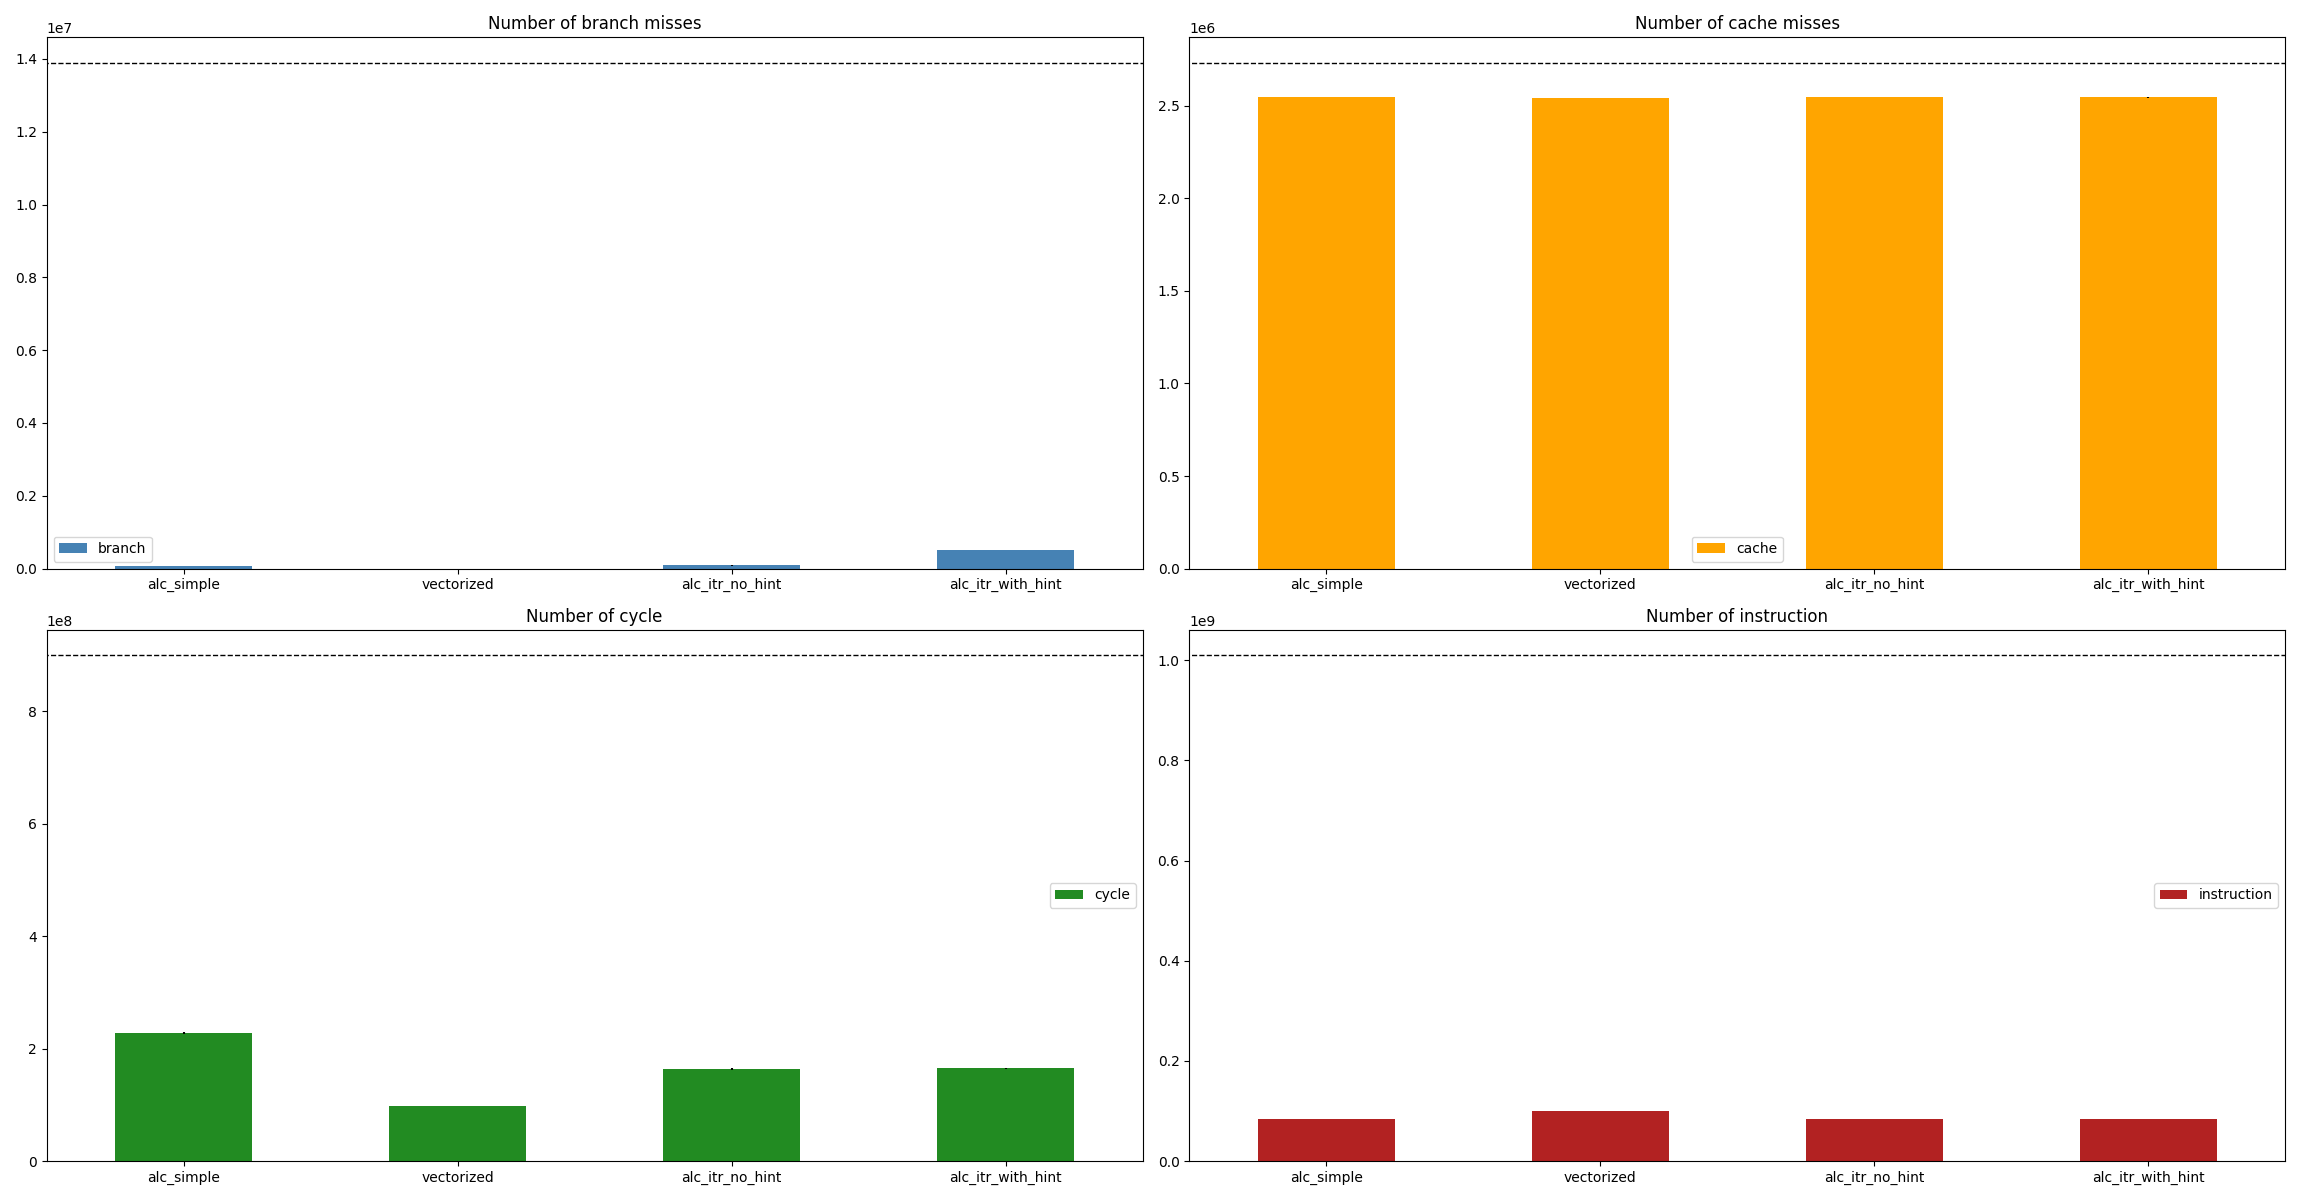 Number of branch misses
1e7
1.4
1.2
1.0
0.8
0.6
0.4
0.2
0.0
branch
alc_simple vectorized alc_itr_no_hint alc_itr_with_hint
Number of cache misses
1e6
2.5
2.0
1.5
1.0
0.5
0.0
cache
alc_simple vectorized alc_itr_no_hint alc_itr_with_hint
Number of cycle
1e8
8
6
4
2
0
cycle
alc_simple vectorized alc_itr_no_hint alc_itr_with_hint
Number of instruction
1e9
1.0
0.8
0.6
0.4
0.2
0.0
instruction
alc_simple vectorized alc_itr_no_hint alc_itr_with_hint